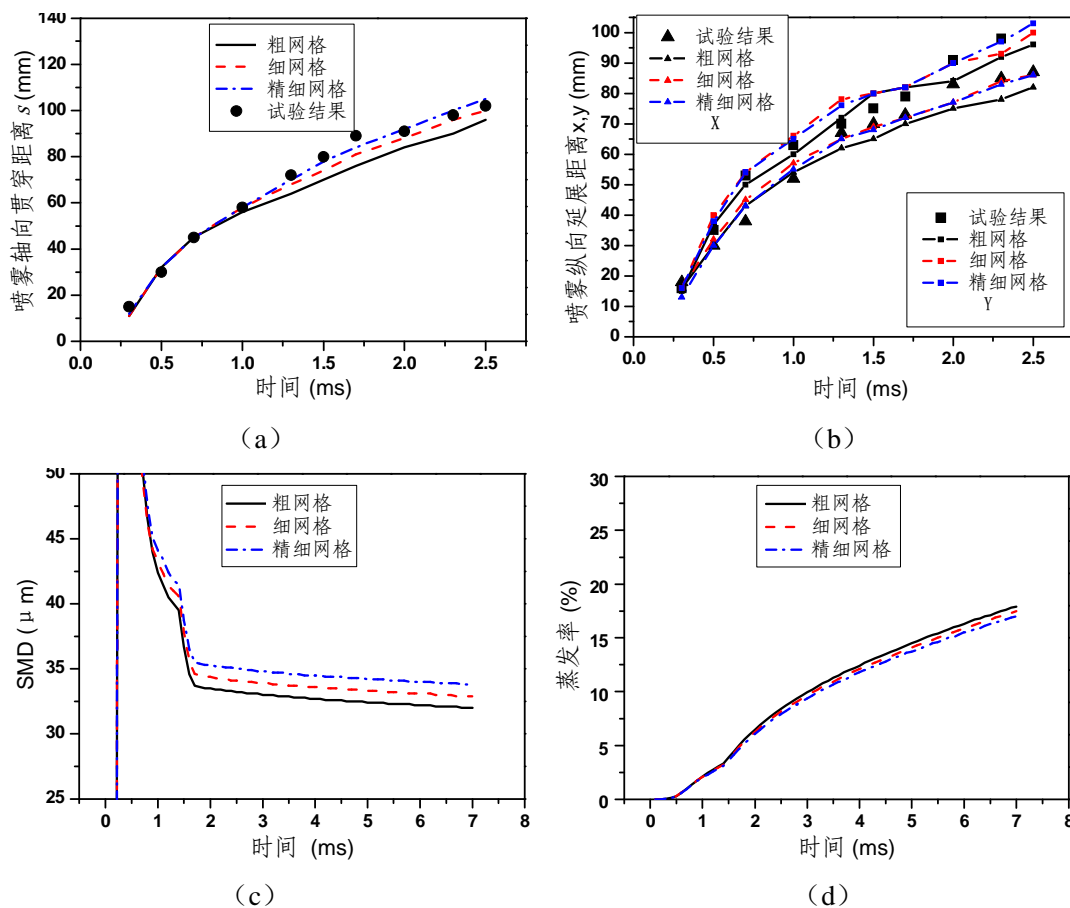 140
120
100
80
60
40
20
0
喷雾轴向贯穿距离 s (mm)
粗网格
细网格
精细网格
试验结果
0.0 0.5 1.0 1.5 2.0 2.5
时间 (ms)
(a)
100
90
80
70
60
50
40
30
20
10
0
喷雾纵向延展距离x,y (mm)
试验结果
粗网格
细网格
精细网格
X
试验结果
粗网格
细网格
精细网格
Y
0.0 0.5 1.0 1.5 2.0 2.5
时间 (ms)
(b)
50
45
40
35
30
25
SMD (μm)
粗网格
细网格
精细网格
0 1 2 3 4 5 6 7 8
时间 (ms)
(c)
30
25
20
15
10
5
0
蒸发率 (%)
粗网格
细网格
精细网格
0 1 2 3 4 5 6 7 8
时间 (ms)
(d)